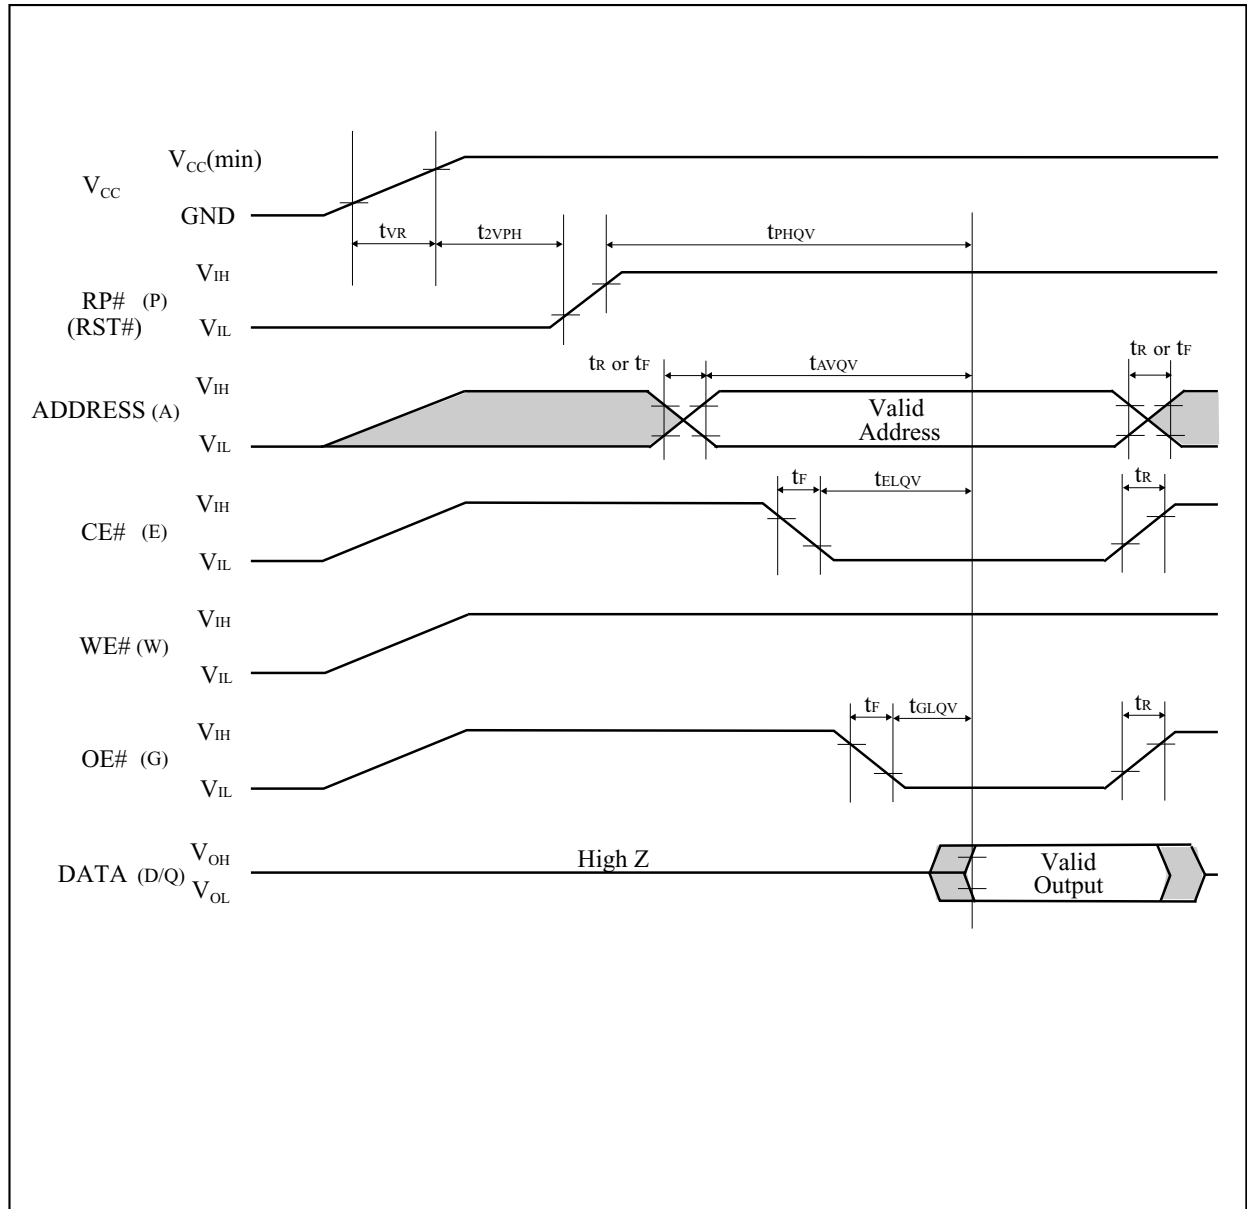 VCC(min)
VCC
GND
tVR
t2VPH
tPHQV
VIH
RP# (P)
(RST#)
VIL
tR or tF
tAVQV
tR or tF
VIH
ADDRESS (A)
Valid
Address
VIL
tF
tELQV
tR
VIH
CE# (E)
VIL
VIH
WE# (W)
VIL
tF
tGLQV
tR
VIH
OE# (G)
VIL
VOH
High Z
Valid
Output
DATA (D/Q)
VOL